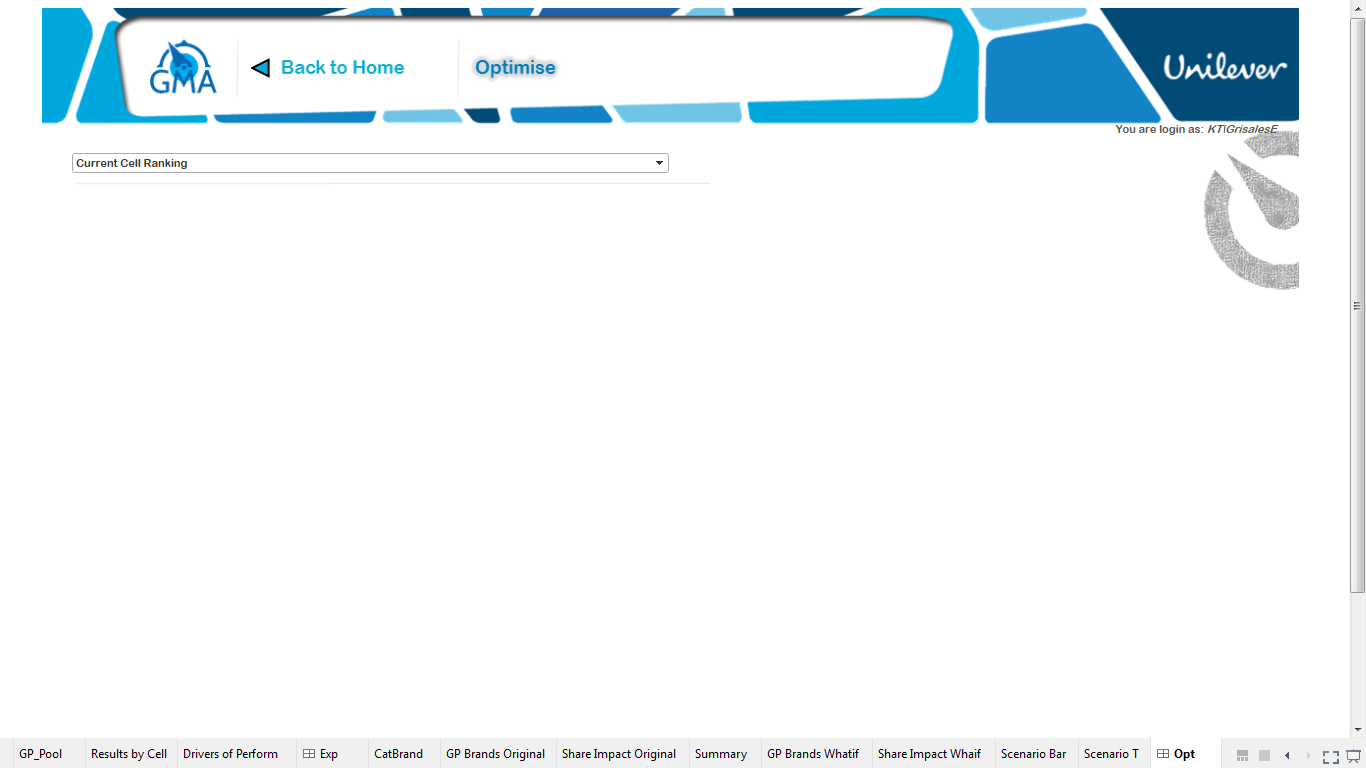 GMA
Back to Home
Optimise
Unilever
You are login as: KT\GrisalesE
Current Cell Ranking
GP_Pool
Results by Cell
Drivers of Perform
Exp
CatBrand
GP Brands Original
Share Impact Original
Summary
GP Brands Whatif
Share Impact Whaif
Scenario Bar
Scenario T
Opt